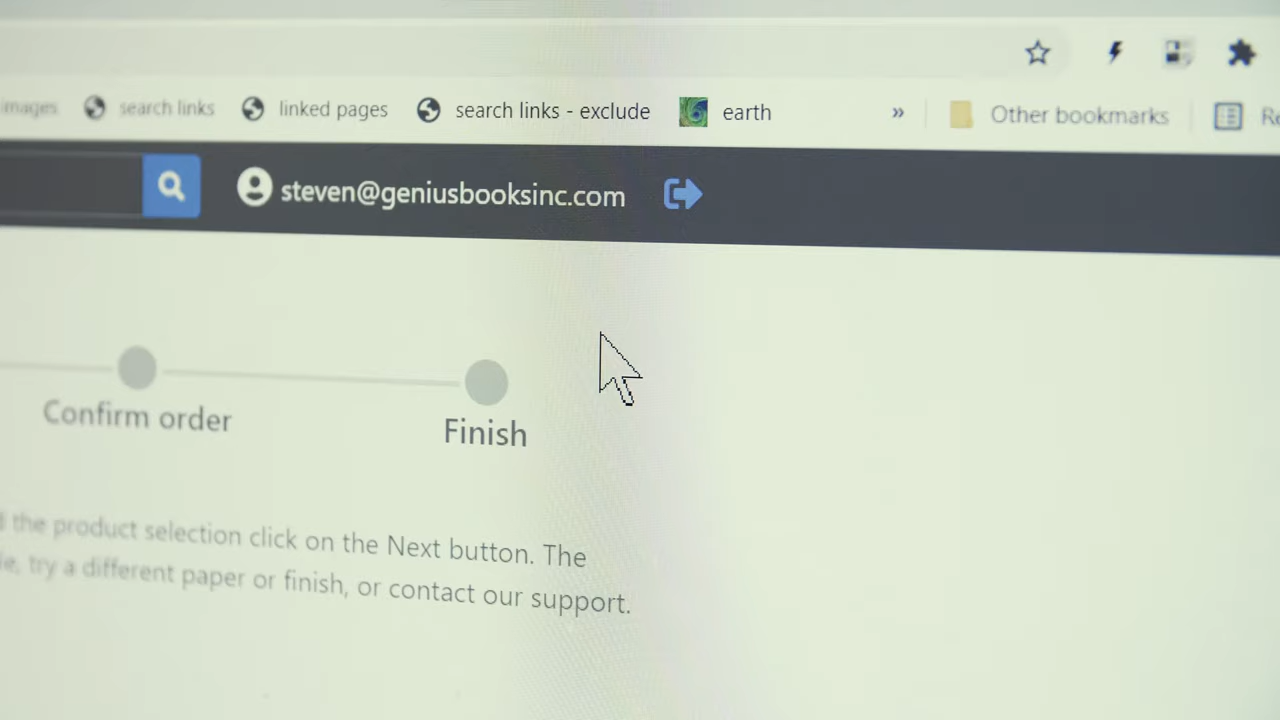 images search links linked pages search links - exclude earth » Other bookmarks
steven@geniusbooksinc.com
Confirm order Finish
the product selection click on the Next button. The
try a different paper or finish, or contact our support.